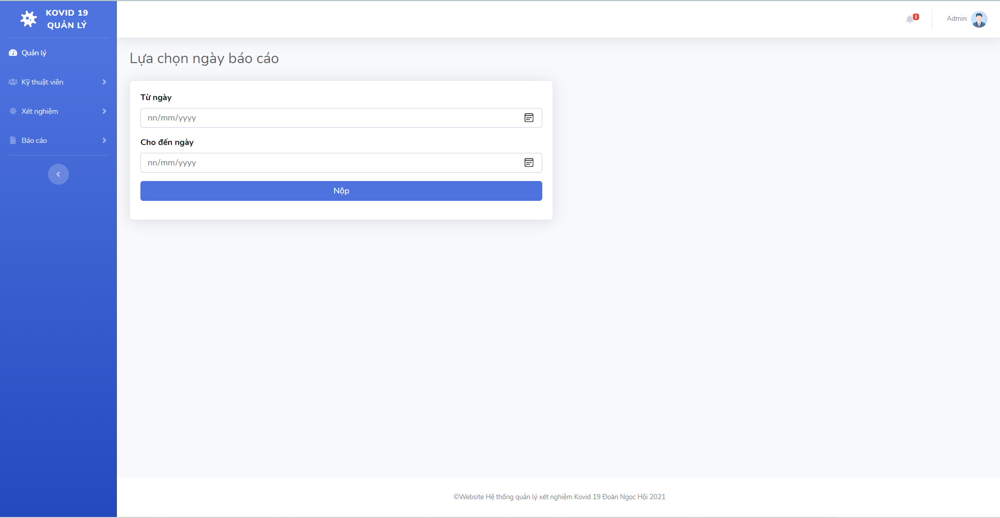 KOVID 19
QUẢN LÝ
1
Admin
Quản lý
Kỹ thuật viên
Xét nghiệm
Báo cáo
Lựa chọn ngày báo cáo
Từ ngày
nn/mm/yyyy
Cho đến ngày
nn/mm/yyyy
Nộp
©Website Hệ thống quản lý xét nghiệm Kovid 19 Đoàn Ngọc Hội 2021